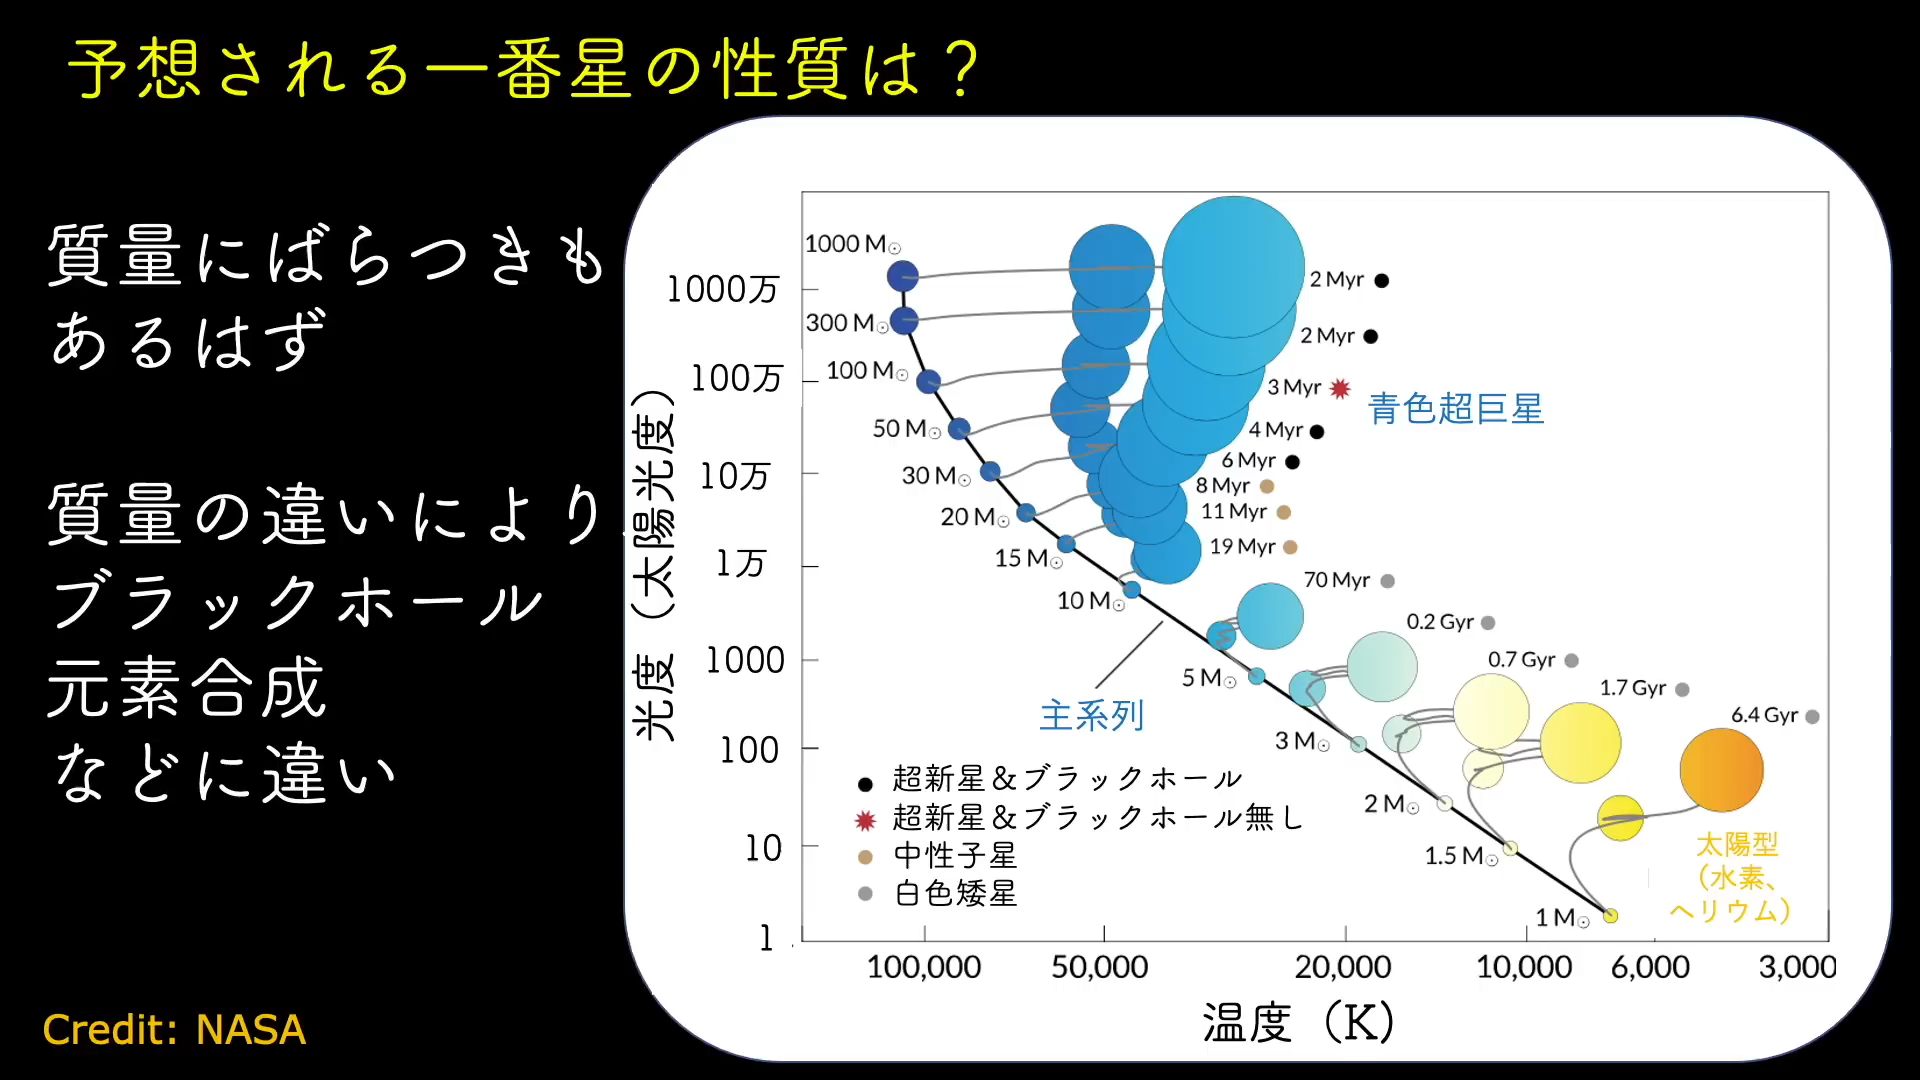 予想される一番星の性質は？
質量にばらつきも
あるはず
質量の違いにより
ブラックホール
元素合成
などに違い
Credit: NASA
光度（太陽光度）
1000万
100万
10万
1万
1000
100
10
1
1000 M☉
300 M☉
100 M☉
50 M☉
30 M☉
20 M☉
15 M☉
10 M☉
5 M☉
3 M☉
2 M☉
1.5 M☉
1 M☉
2 Myr
2 Myr
3 Myr
青色超巨星
4 Myr
6 Myr
8 Myr
11 Myr
19 Myr
70 Myr
0.2 Gyr
0.7 Gyr
1.7 Gyr
6.4 Gyr
主系列
超新星＆ブラックホール
超新星＆ブラックホール無し
中性子星
白色矮星
太陽型
（水素、
ヘリウム）
100,000
50,000
20,000
10,000
6,000
3,000
温度（K）